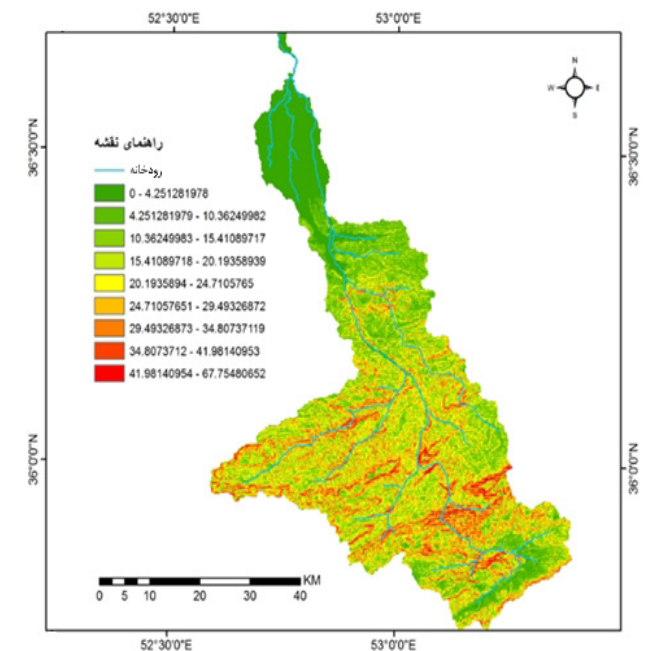 52°30'0"E 53°0'0"E
N
W E
S
36°30'0"N 36°30'0"N
راهنمای نقشه
رودخانه
0 - 4.251281978
4.251281979 - 10.36249982
10.36249983 - 15.41089717
15.41089718 - 20.19358939
20.1935894 - 24.7105765
24.71057651 - 29.49326872
29.49326873 - 34.80737119
34.8073712 - 41.98140953
41.98140954 - 67.75480652
36°0'0"N 36°0'0"N
KM
0 5 10 20 30 40
52°30'0"E 53°0'0"E